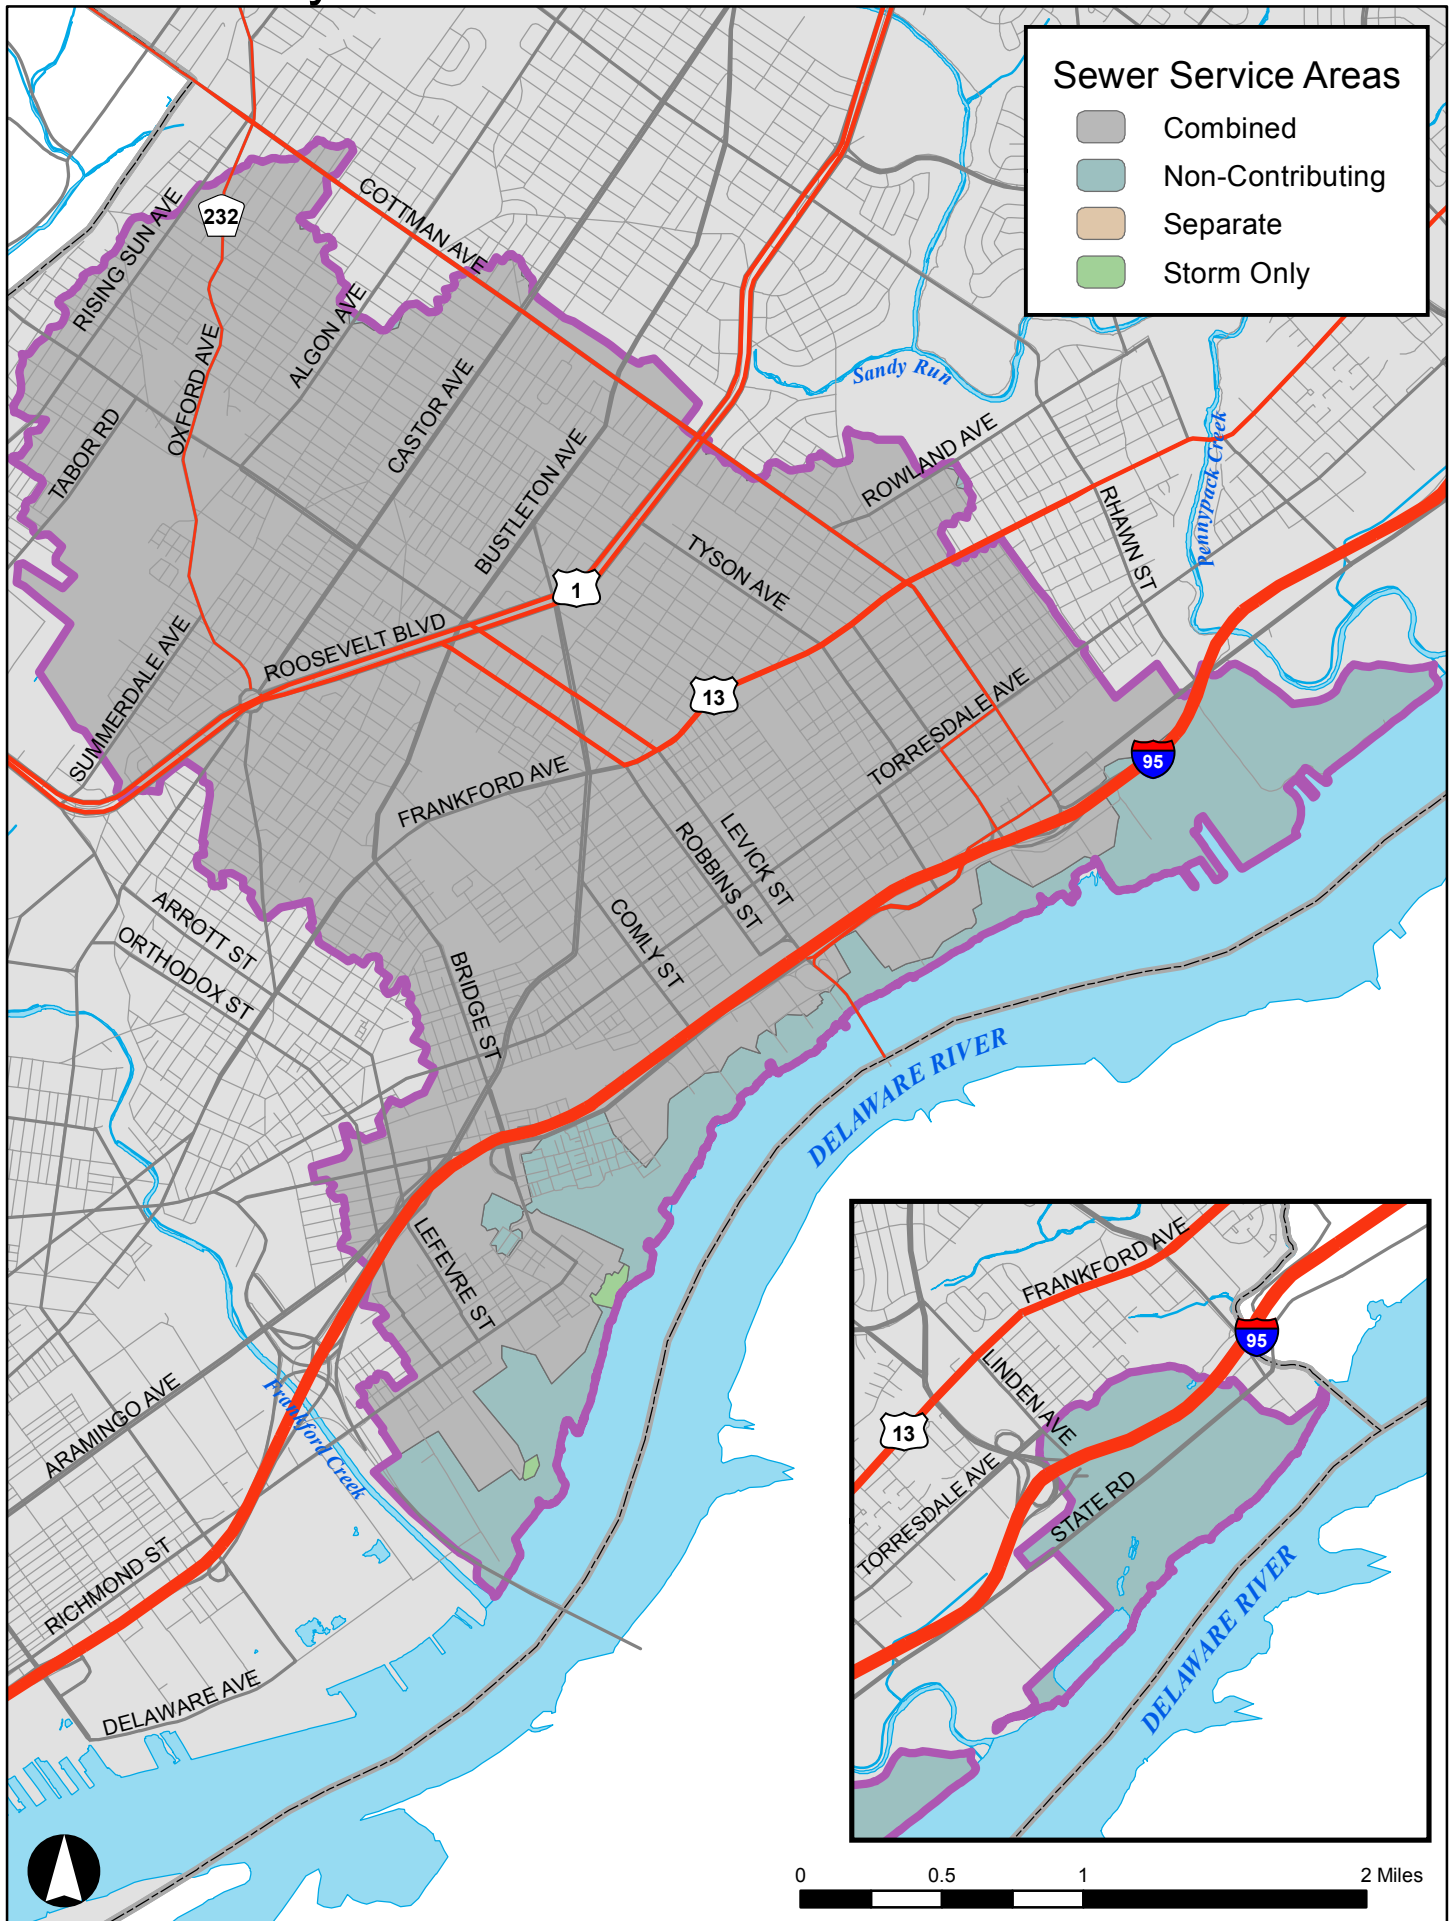 Sewer Service Areas
Combined
Non-Contributing
Separate
Storm Only
232
COTTMAN AVE
RISING SUN AVE
ALGON AVE
OXFORD AVE
CASTOR AVE
TABOR RD
BUSTLETON AVE
Sandy Run
ROWLAND AVE
Pennypack Creek
RHAWN ST
TYSON AVE
1
ROOSEVELT BLVD
SUMMERDALE AVE
13
TORRESDALE AVE
95
FRANKFORD AVE
LEVICK ST
ROBBINS ST
COMLY ST
ARROTT ST
ORTHODOX ST
BRIDGE ST
DELAWARE RIVER
LEFEVRE ST
ARAMINGO AVE
Frankford Creek
RICHMOND ST
DELAWARE AVE
FRANKFORD AVE
95
LINDEN AVE
13
TORRESDALE AVE
STATE RD
DELAWARE RIVER
0 0.5 1 2 Miles